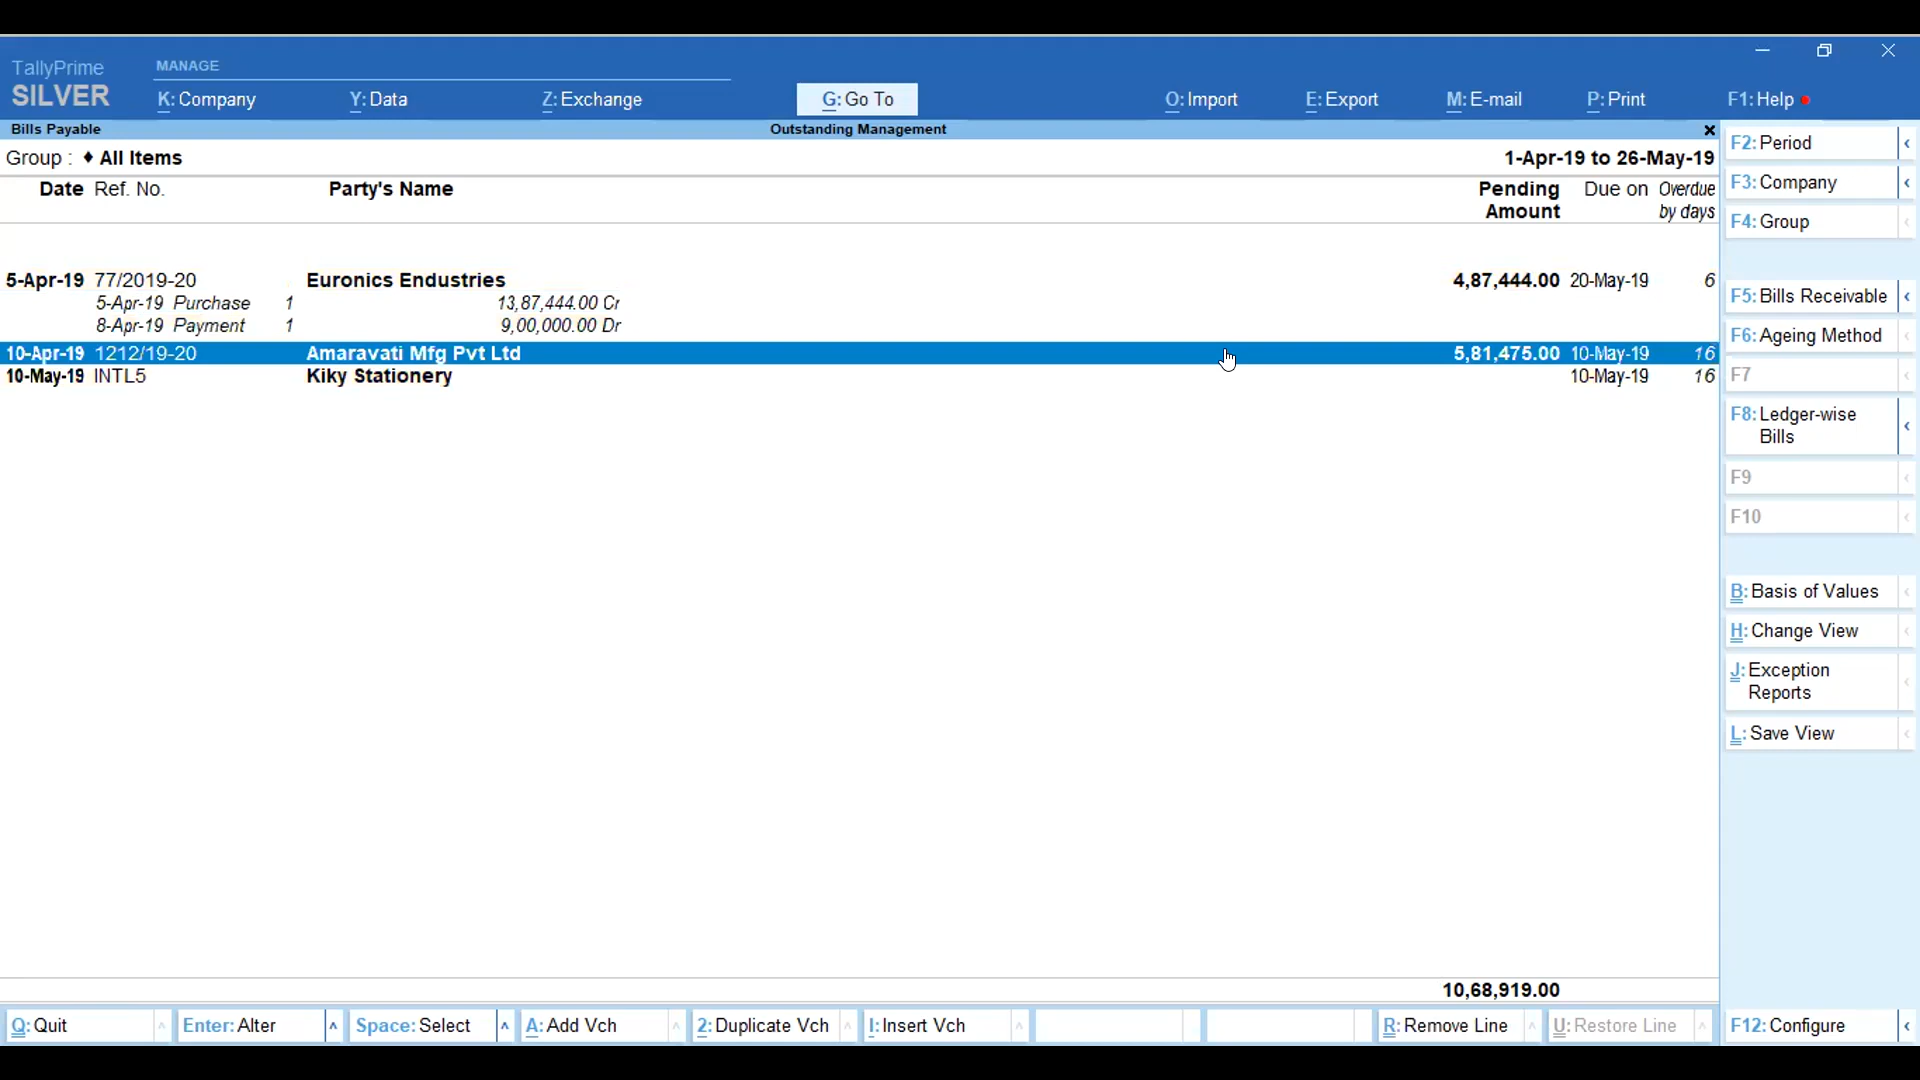 TallyPrime
SILVER
MANAGE
K: Company
Y: Data
Z: Exchange
G: Go To
O: Import
E: Export
M: E-mail
P: Print
F1: Help
Bills Payable
Outstanding Management
Group : ♦ All Items
1-Apr-19 to 26-May-19
Date Ref. No. Party's Name Pending Amount Due on Overdue by days
5-Apr-19 77/2019-20 Euronics Endustries 4,87,444.00 20-May-19 6
5-Apr-19 Purchase 1 13,87,444.00 Cr
8-Apr-19 Payment 1 9,00,000.00 Dr
10-Apr-19 1212/19-20 Amaravati Mfg Pvt Ltd 5,81,475.00 10-May-19 16
10-May-19 INTL5 Kiky Stationery 10-May-19 16
10,68,919.00
F2: Period
F3: Company
F4: Group
F5: Bills Receivable
F6: Ageing Method
F7
F8: Ledger-wise
Bills
F9
F10
B: Basis of Values
H: Change View
J: Exception
Reports
L: Save View
F12: Configure
Q: Quit
Enter: Alter
Space: Select
A: Add Vch
2: Duplicate Vch
I: Insert Vch
R: Remove Line
U: Restore Line